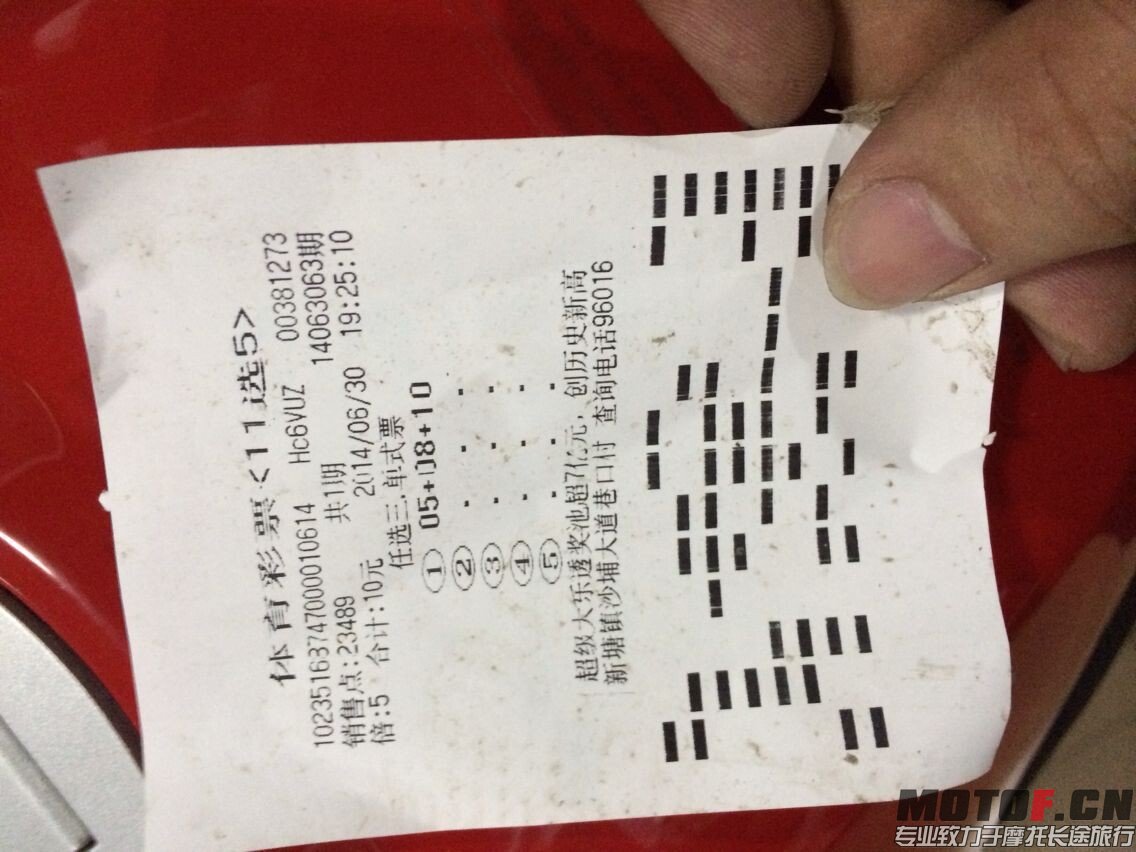 体育彩票<11选5>
10235163747000010614 Hc6VUZ 00381273
销售点:23489 共1期 14063063期
倍:5 合计:10元 2014/06/30 19:25:10
任选三.单式票
① 05+08+10
②
③
④
⑤
超级大乐透奖池超7亿元，创历史新高
新塘镇沙埔大道巷口村 查询电话96016
MOTOF.CN
专业致力于摩托长途旅行